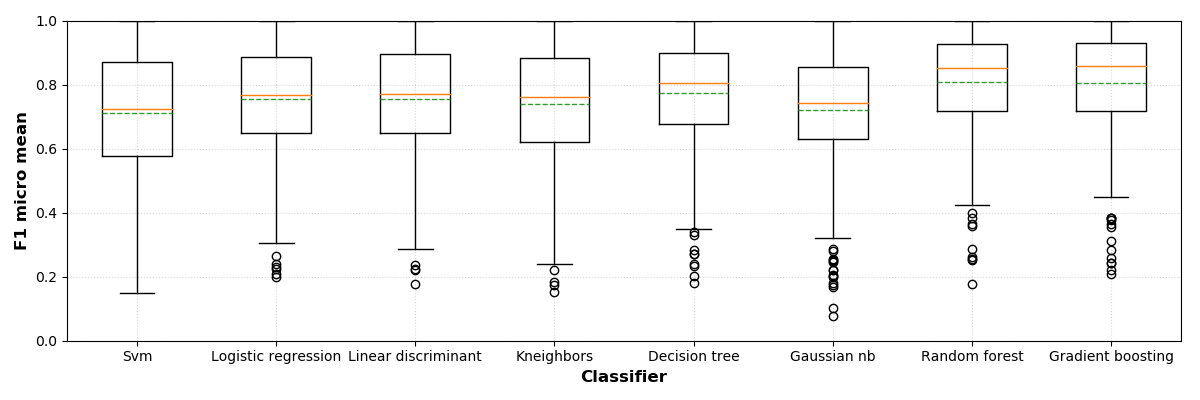 1.0
0.8
0.6
0.4
0.2
0.0
F1 micro mean
Svm Logistic regression Linear discriminant Kneighbors Decision tree Gaussian nb Random forest Gradient boosting
Classifier